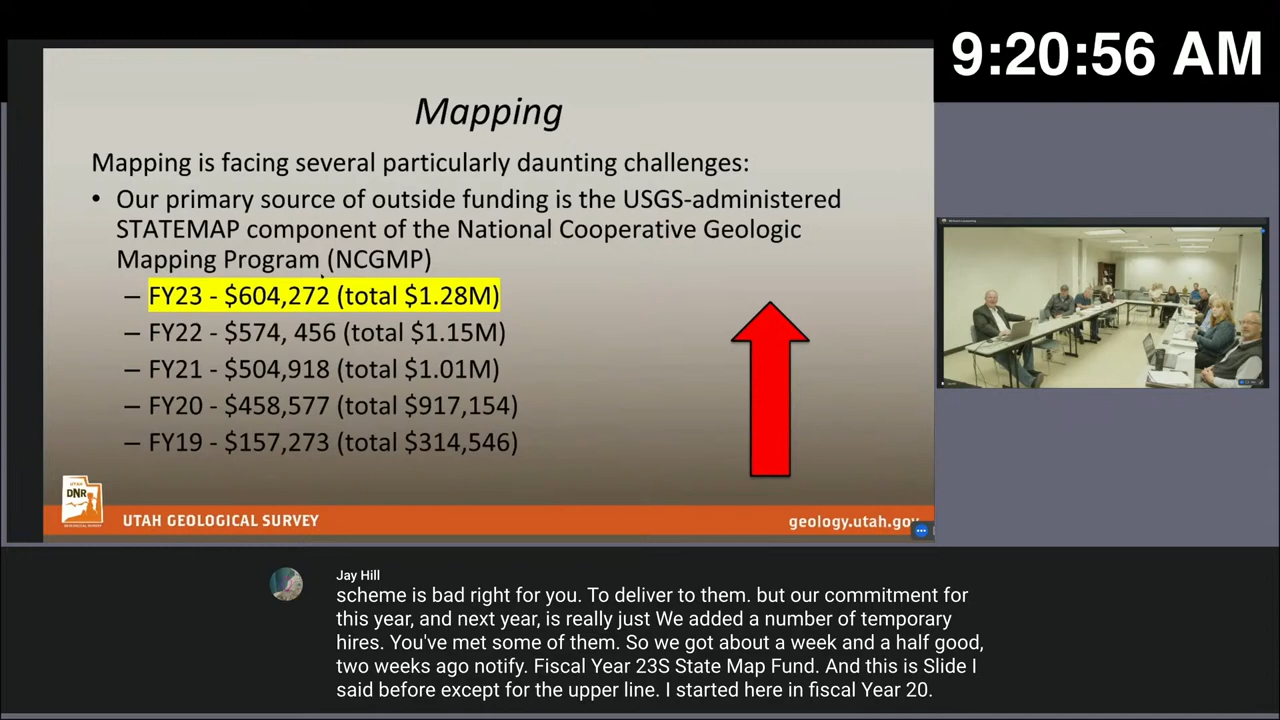 9:20:56 AM
Mapping
Mapping is facing several particularly daunting challenges:
• Our primary source of outside funding is the USGS-administered
STATEMAP component of the National Cooperative Geologic
Mapping Program (NCGMP)
– FY23 - $604,272 (total $1.28M)
– FY22 - $574, 456 (total $1.15M)
– FY21 - $504,918 (total $1.01M)
– FY20 - $458,577 (total $917,154)
– FY19 - $157,273 (total $314,546)
UTAH
DNR
UTAH GEOLOGICAL SURVEY
geology.utah.gov
Jay Hill
scheme is bad right for you. To deliver to them. but our commitment for
this year, and next year, is really just We added a number of temporary
hires. You've met some of them. So we got about a week and a half good,
two weeks ago notify. Fiscal Year 23S State Map Fund. And this is Slide I
said before except for the upper line. I started here in fiscal Year 20.